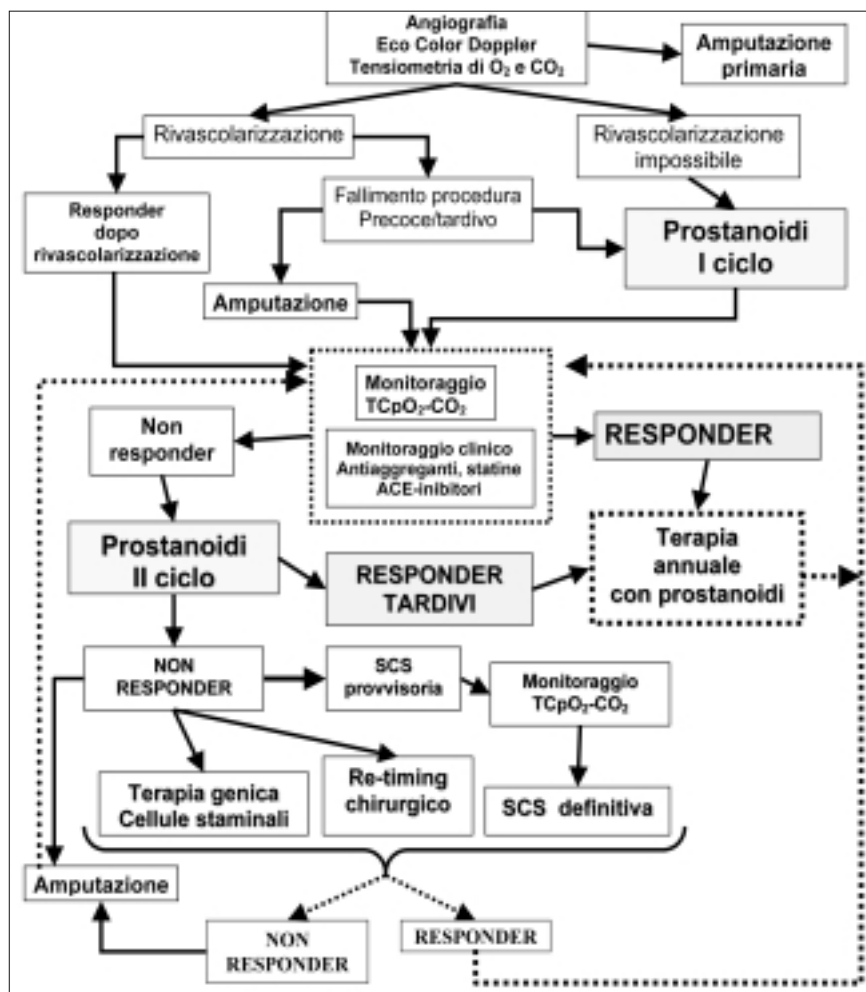 Angiografia
Eco Color Doppler
Tensiometria di O₂ e CO₂
Amputazione
primaria
Rivascolarizzazione
Rivascolarizzazione
impossibile
Responder
dopo
rivascolarizzazione
Fallimento procedura
Precoce/tardivo
Prostanoidi
I ciclo
Amputazione
Monitoraggio
TCpO₂-CO₂
Non
responder
Monitoraggio clinico
Antiaggreganti, statine
ACE-inibitori
RESPONDER
Prostanoidi
II ciclo
RESPONDER
TARDIVI
Terapia
annuale
con prostanoidi
NON
RESPONDER
SCS
provvisoria
Monitoraggio
TCpO₂-CO₂
Terapia genica
Cellule staminali
Re-timing
chirurgico
SCS definitiva
Amputazione
NON
RESPONDER
RESPONDER